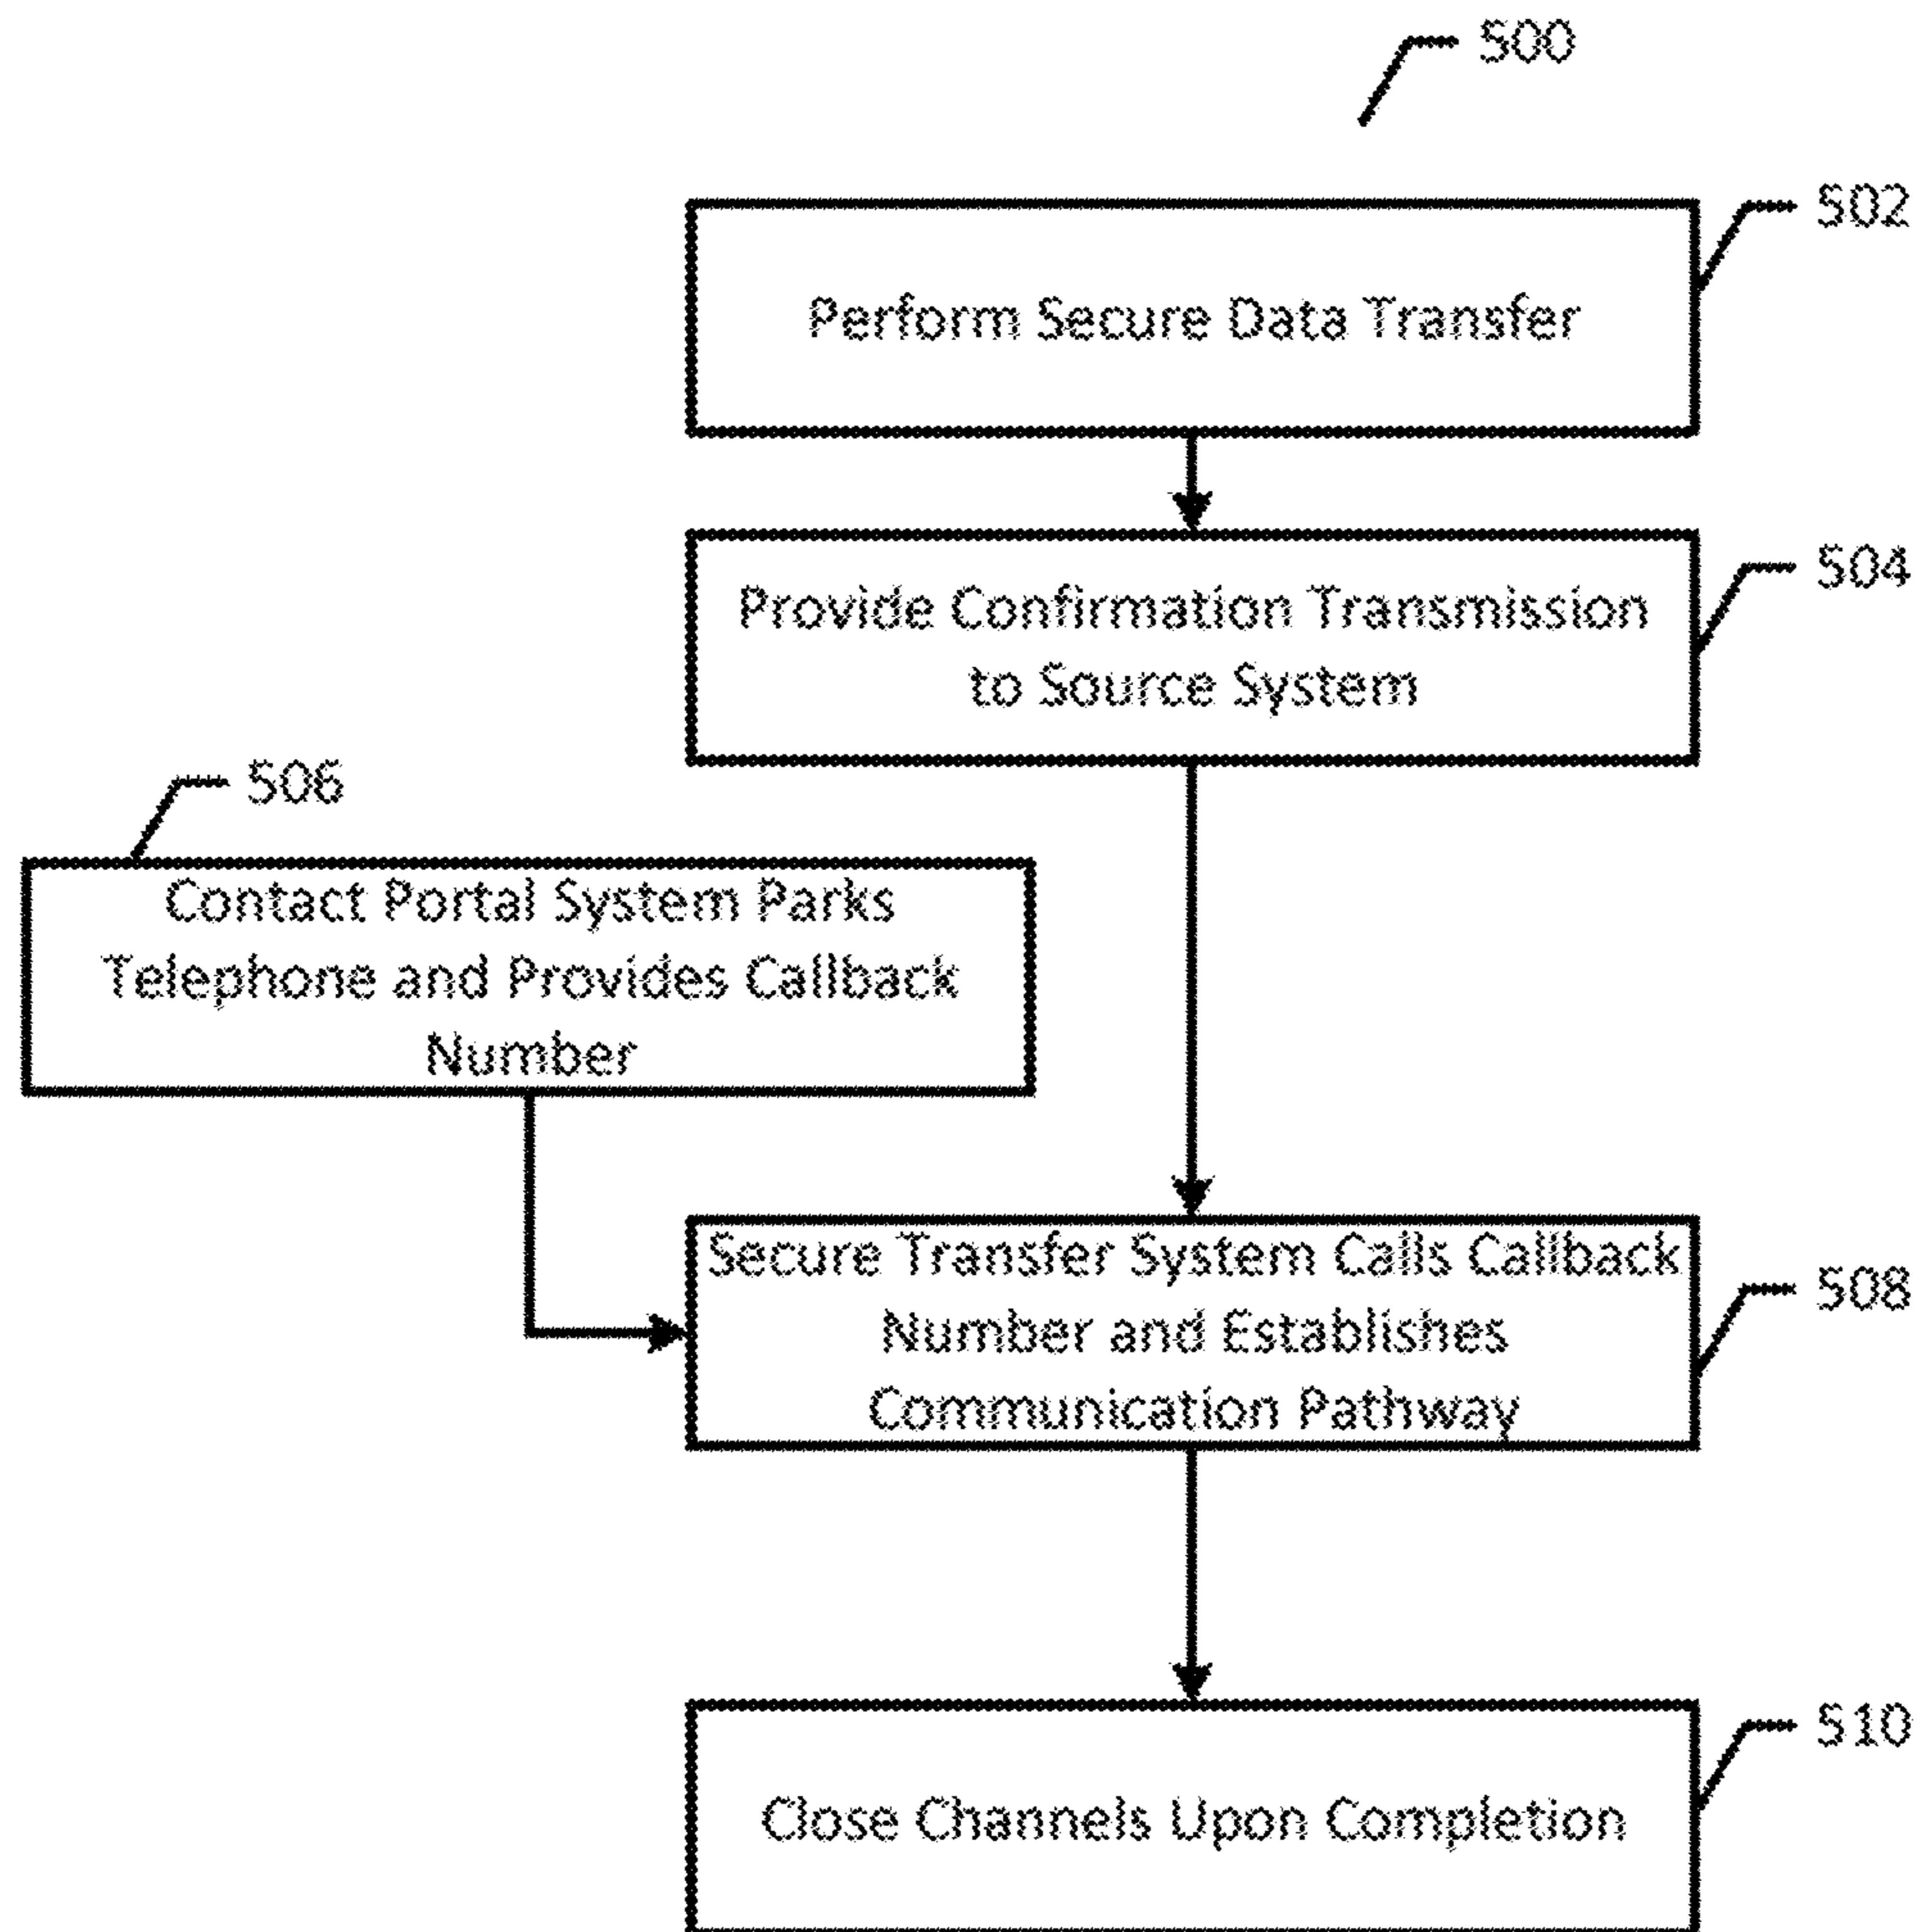 500
502
Perform Secure Data Transfer
504
Provide Confirmation Transmission
to Source System
506
Contact Portal System Parks
Telephone and Provides Callback
Number
Secure Transfer System Calls Callback
Number and Establishes
Communication Pathway
508
510
Close Channels Upon Completion